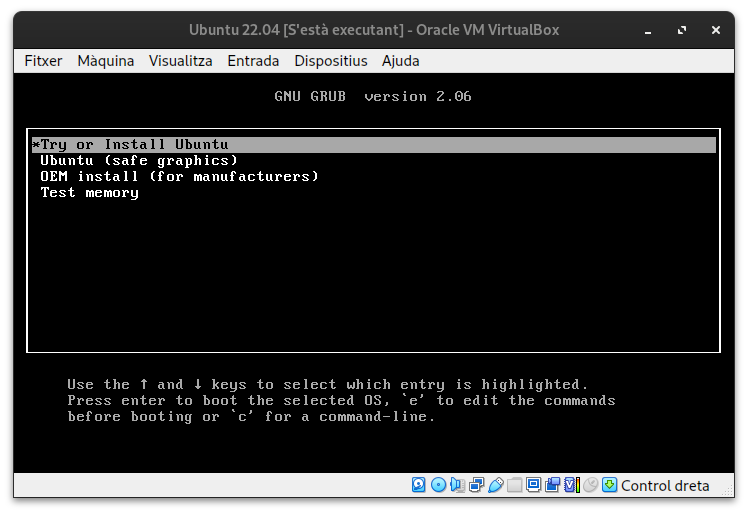 Ubuntu 22.04 [S'està executant] - Oracle VM VirtualBox
Fitxer Màquina Visualitza Entrada Dispositius Ajuda
GNU GRUB  version 2.06
*Try or Install Ubuntu
Ubuntu (safe graphics)
OEM install (for manufacturers)
Test memory
Use the ↑ and ↓ keys to select which entry is highlighted.
Press enter to boot the selected OS, `e' to edit the commands
before booting or `c' for a command-line.
Control dreta